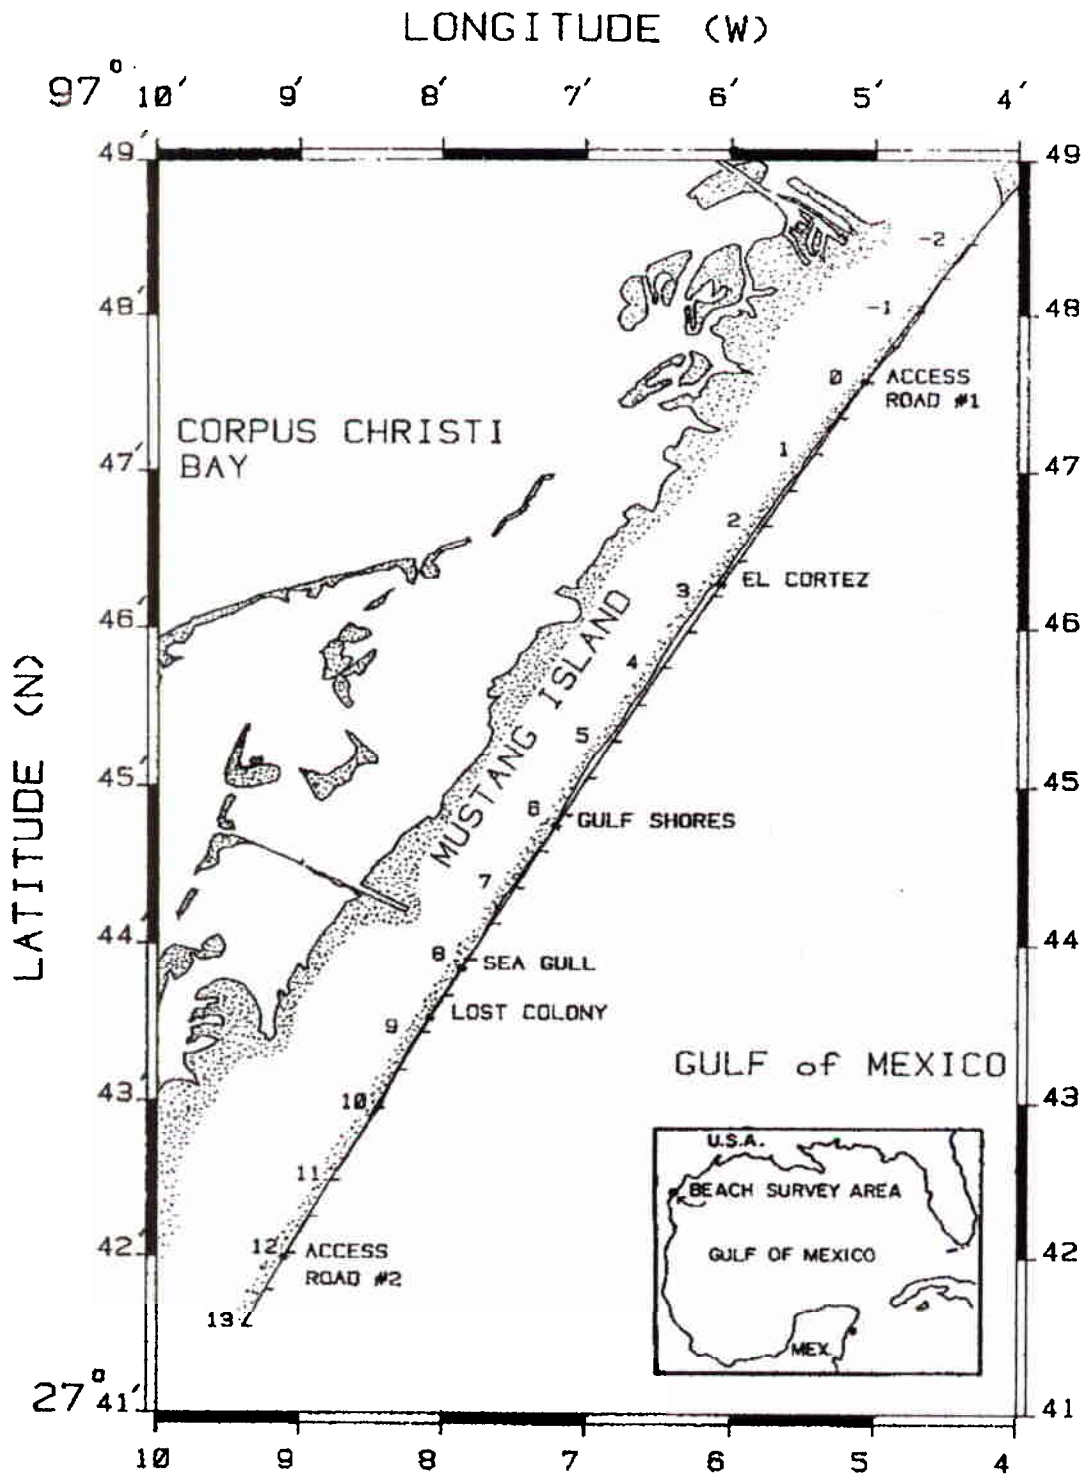 LONGITUDE (W)
97° 10′ 9′ 8′ 7′ 6′ 5′ 4′
49′ 49
-2
48′ 48
-1
0 ACCESS
ROAD #1
CORPUS CHRISTI
BAY
1
47′ 47
2
3 EL CORTEZ
46′ 46
4
MUSTANG ISLAND
LATITUDE (N)
5
45′ 45
6 GULF SHORES
7
44′ 44
8 SEA GULL
9 LOST COLONY
GULF of MEXICO
43′ 43
10
11
12 ACCESS
ROAD #2
42′ 42
13
U.S.A.
BEACH SURVEY AREA
GULF OF MEXICO
MEX.
27° 41′ 41
10 9 8 7 6 5 4